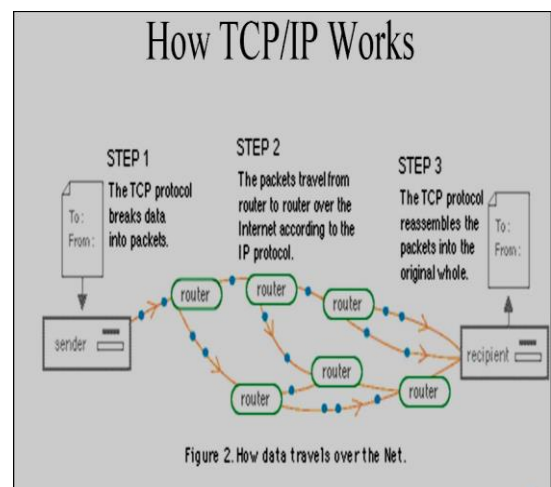 How TCP/IP Works
STEP 1
The TCP protocol
breaks data
into packets.
STEP 2
The packets travel from
router to router over the
Internet according to the
IP protocol.
STEP 3
The TCP protocol
reassembles the
packets into the
original whole.
To:
From:
To:
From:
sender
router
router
router
router
router
router
recipient
Figure 2. How data travels over the Net.